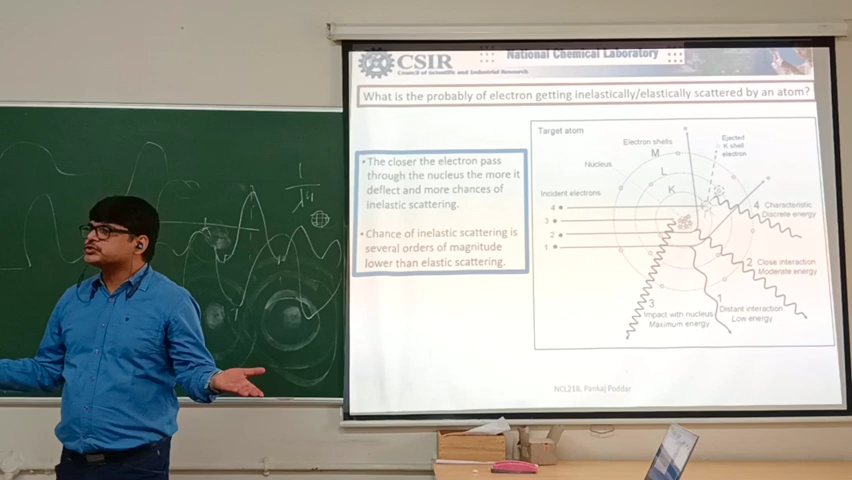 CSIR
Council of Scientific and Industrial Research
National Chemical Laboratory
What is the probably of electron getting inelastically/elastically scattered by an atom?
• The closer the electron pass
through the nucleus the more it
deflect and more chances of
inelastic scattering.
• Chance of inelastic scattering is
several orders of magnitude
lower than elastic scattering.
Target atom
Electron shells
M
L
K
Nucleus
Ejected
K shell
electron
Incident electrons
4
3
2
1
4
Characteristic
Discrete energy
2
Close interaction
Moderate energy
1
Distant interaction
Low energy
3
Impact with nucleus
Maximum energy
NCL218, Pankaj Poddar
1
λ4